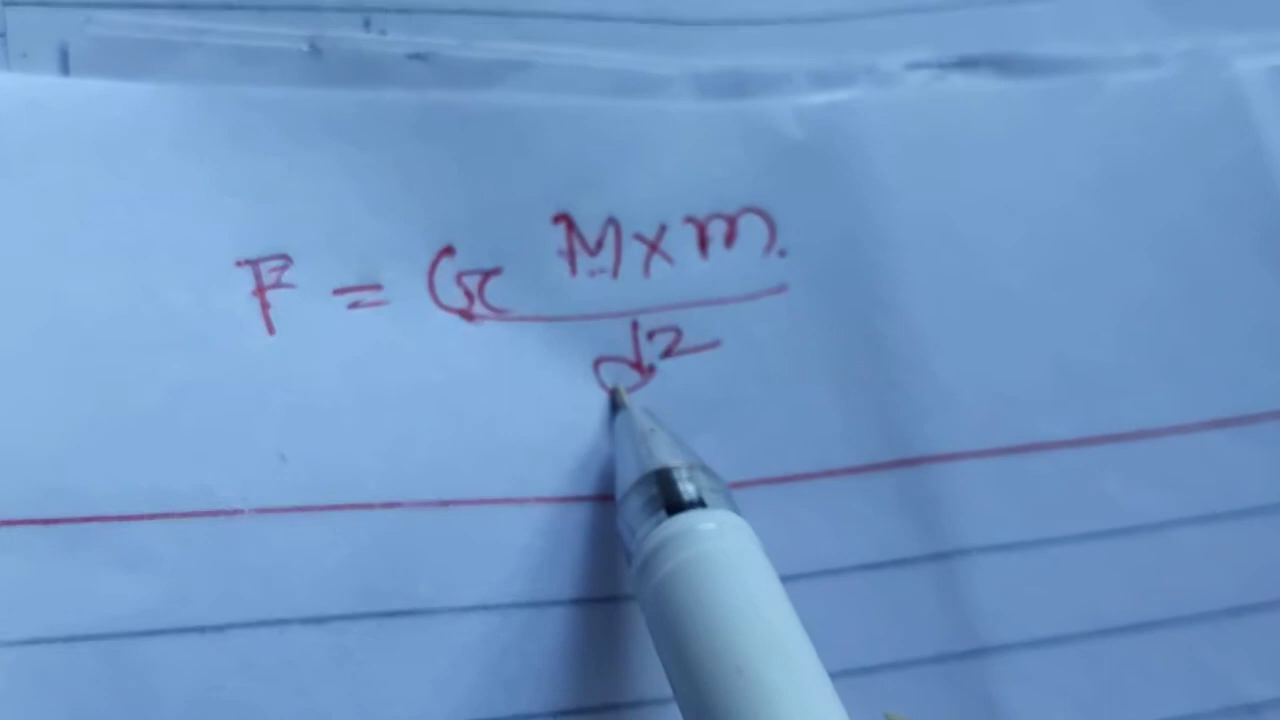 F = G M×m.
d²